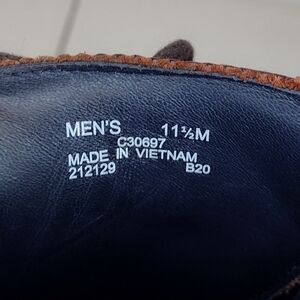 MEN'S 11½M
C30697
MADE IN VIETNAM
212129 B20